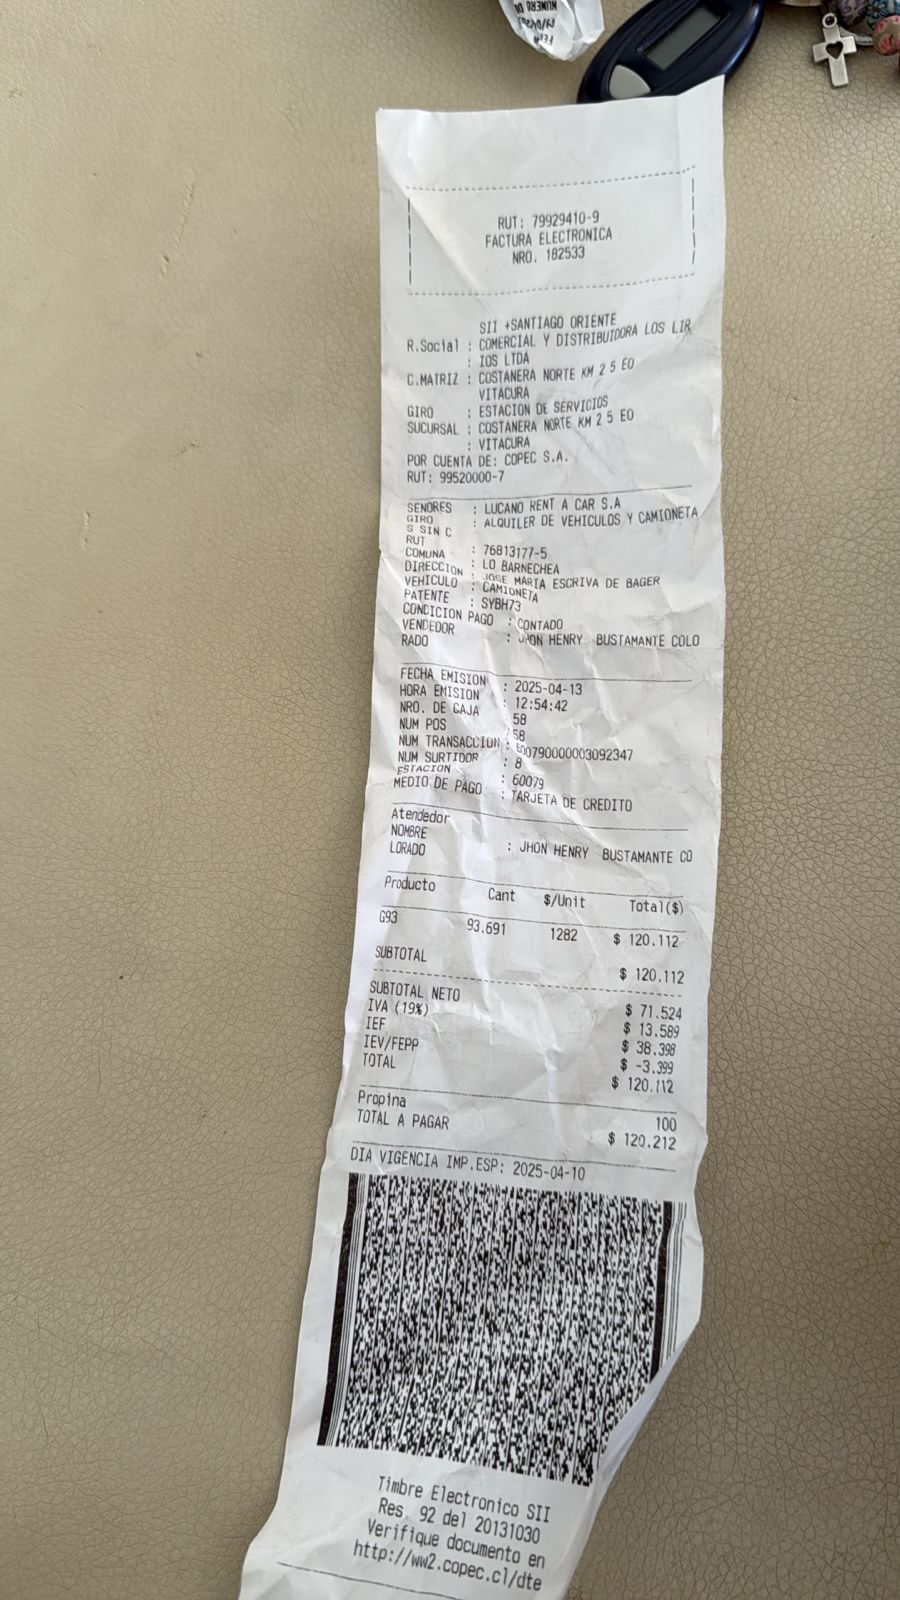 RUT: 79929410-9
FACTURA ELECTRONICA
NRO. 182533
SII +SANTIAGO ORIENTE
R.Social : COMERCIAL Y DISTRIBUIDORA LOS LIR
: IOS LTDA
C.MATRIZ : COSTANERA NORTE KM 2 5 EO
VITACURA
GIRO : ESTACION DE SERVICIOS
SUCURSAL : COSTANERA NORTE KM 2 5 EO
: VITACURA
POR CUENTA DE: COPEC S.A.
RUT: 99520000-7
SENORES : LUCANO RENT A CAR S.A
GIRO : ALQUILER DE VEHICULOS Y CAMIONETA
S SIN C
RUT : 76813177-5
COMUNA : LO BARNECHEA
DIRECCION : JOSE MARIA ESCRIVA DE BAGER
VEHICULO : CAMIONETA
PATENTE : SYBH73
CONDICION PAGO : CONTADO
VENDEDOR : JHON HENRY BUSTAMANTE COLO
RADO
FECHA EMISION : 2025-04-13
HORA EMISION : 12:54:42
NRO. DE CAJA : 58
NUM POS : 58
NUM TRANSACCION : 600790000003092347
NUM SURTIDOR : 8
ESTACION : 60079
MEDIO DE PAGO : TARJETA DE CREDITO
Atendedor
NOMBRE : JHON HENRY BUSTAMANTE CO
LORADO
Producto Cant $/Unit Total($)
G93 93.691 1282 $ 120.112
SUBTOTAL $ 120.112
SUBTOTAL NETO $ 71.524
IVA (19%) $ 13.589
IEF $ 38.398
IEV/FEPP $ -3.399
TOTAL $ 120.112
Propina 100
TOTAL A PAGAR $ 120.212
DIA VIGENCIA IMP.ESP: 2025-04-10
Timbre Electronico SII
Res. 92 del 20131030
Verifique documento en
http://ww2.copec.cl/dte